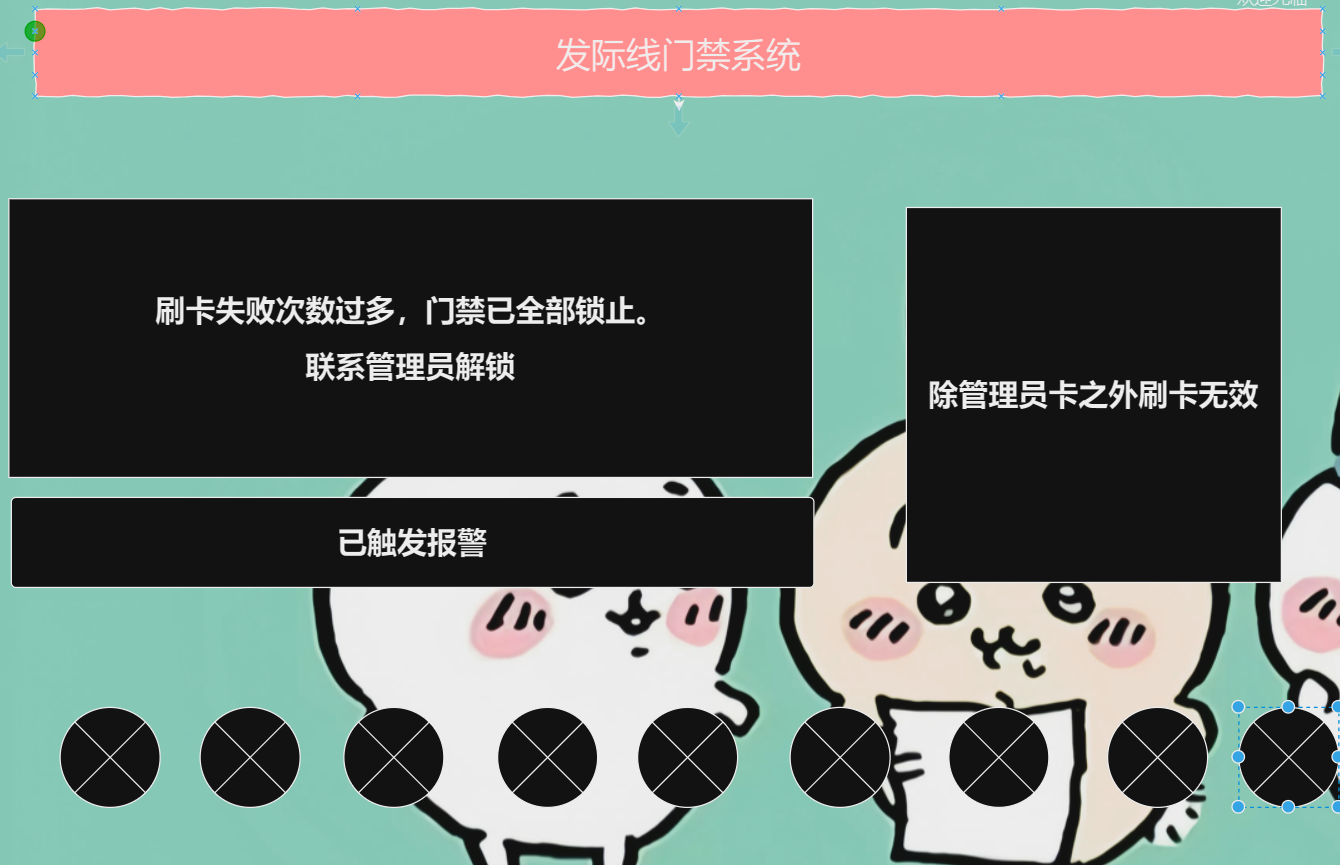 发际线门禁系统
刷卡失败次数过多，门禁已全部锁止。
联系管理员解锁
除管理员卡之外刷卡无效
已触发报警